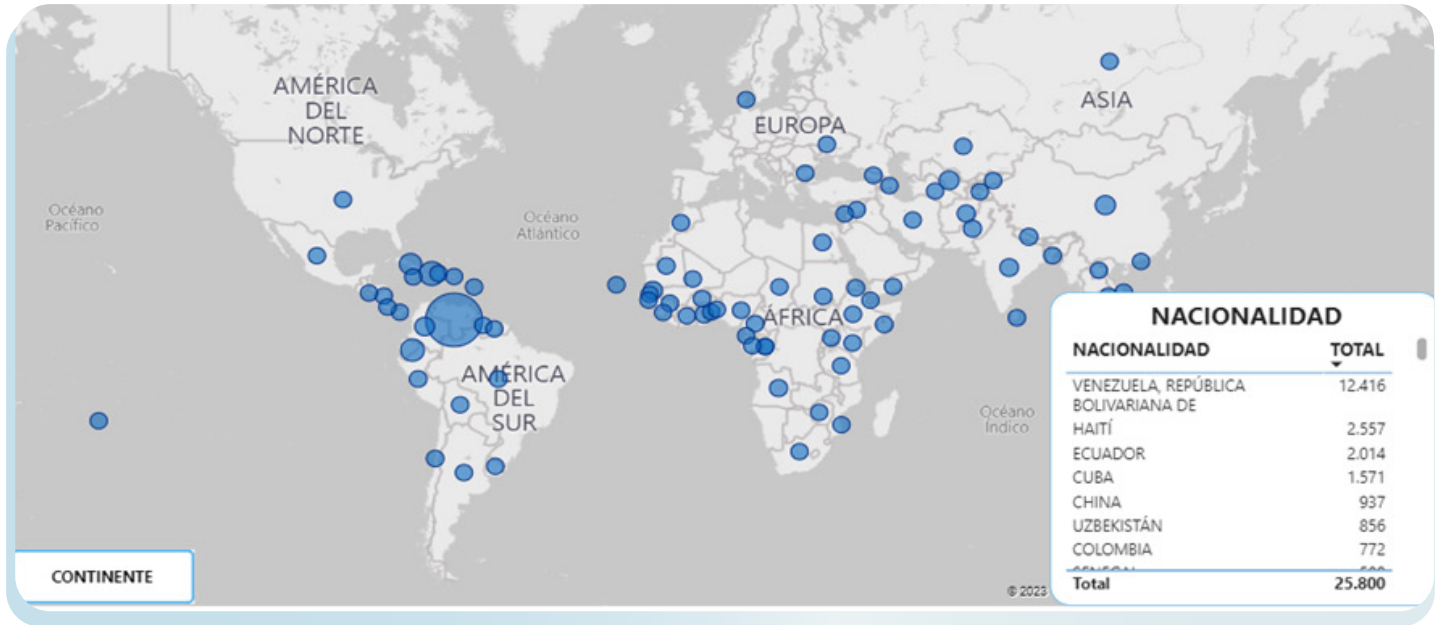 AMÉRICA
DEL
NORTE
ASIA
EUROPA
Océano
Pacífico
Océano
Atlántico
ÁFRICA
AMÉRICA
DEL
SUR
Océano
Índico
NACIONALIDAD
NACIONALIDAD TOTAL
VENEZUELA, REPÚBLICA 12.416
BOLIVARIANA DE
HAITÍ 2.557
ECUADOR 2.014
CUBA 1.571
CHINA 937
UZBEKISTÁN 856
COLOMBIA 772
Total 25.800
CONTINENTE
© 2023